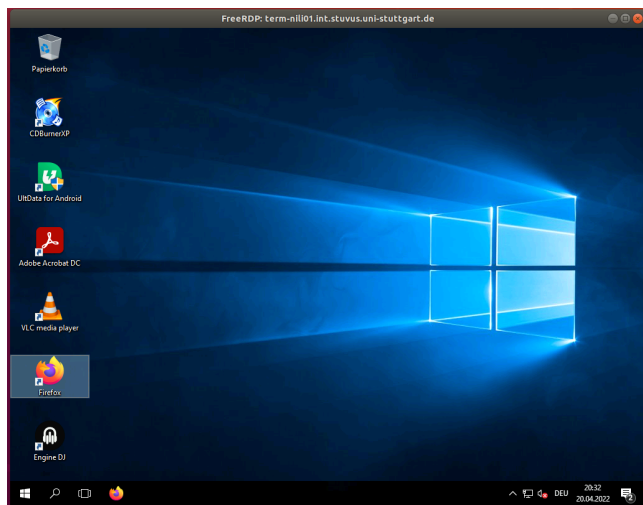 FreeRDP: term-nili01.int.stuvus.uni-stuttgart.de
Papierkorb
CDBurnerXP
UltData for Android
Adobe Acrobat DC
VLC media player
Firefox
Engine DJ
DEU
20:32
20.04.2022
2